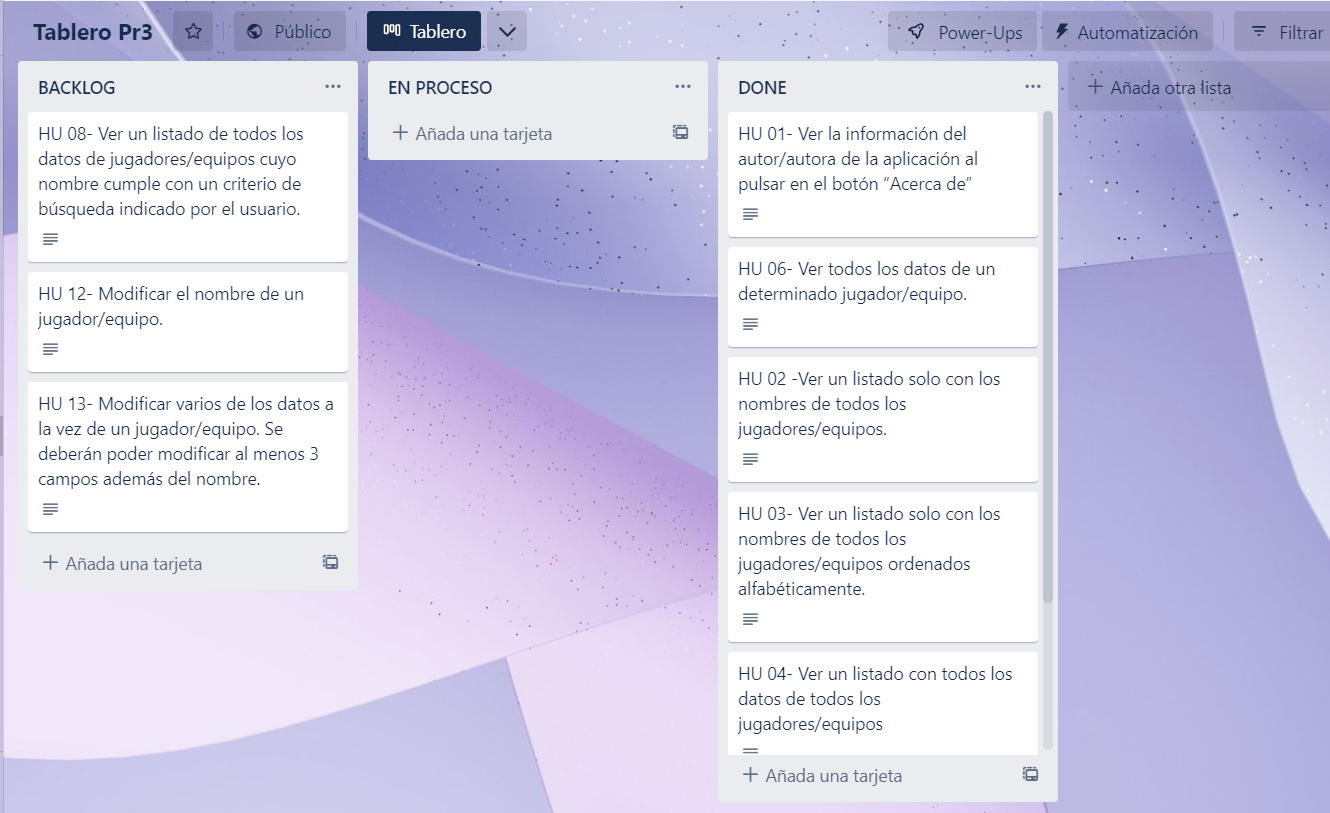 Tablero Pr3
Público
Tablero
Power-Ups
Automatización
Filtrar
BACKLOG
HU 08- Ver un listado de todos los
datos de jugadores/equipos cuyo
nombre cumple con un criterio de
búsqueda indicado por el usuario.
HU 12- Modificar el nombre de un
jugador/equipo.
HU 13- Modificar varios de los datos a
la vez de un jugador/equipo. Se
deberán poder modificar al menos 3
campos además del nombre.
Añada una tarjeta
EN PROCESO
Añada una tarjeta
DONE
HU 01- Ver la información del
autor/autora de la aplicación al
pulsar en el botón “Acerca de”
HU 06- Ver todos los datos de un
determinado jugador/equipo.
HU 02 -Ver un listado solo con los
nombres de todos los
jugadores/equipos.
HU 03- Ver un listado solo con los
nombres de todos los
jugadores/equipos ordenados
alfabéticamente.
HU 04- Ver un listado con todos los
datos de todos los
jugadores/equipos
Añada una tarjeta
Añada otra lista